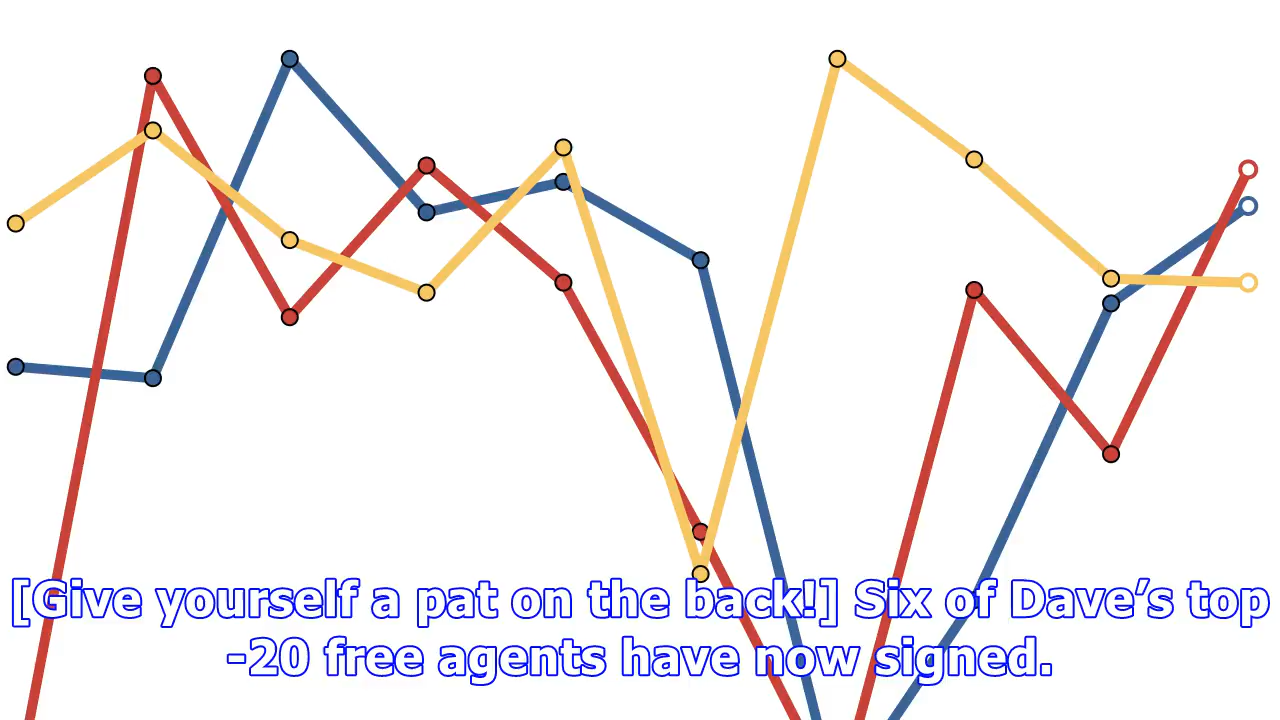 [Give yourself a pat on the back!] Six of Dave’s top
-20 free agents have now signed.